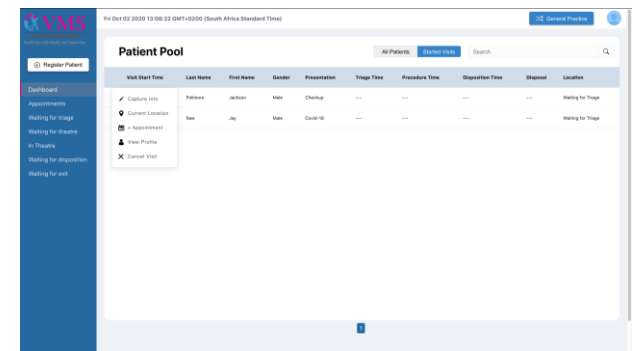 VMS
Fri Oct 02 2020 13:06:22 GMT+0200 (South Africa Standard Time)
General Practice
Register Patient
Patient Pool
All Patients
Started Visits
Search
Visit Start Time Last Name First Name Gender Presentation Triage Time Procedure Time Disposition Time Disposal Location
Dashboard
Appointments
Waiting for triage
Waiting for theatre
In Theatre
Waiting for disposition
Waiting for exit
Capture Info
Current Location
+ Appointment
View Profile
Cancel Visit
Jackson Male Checkup --- --- --- --- Waiting for Triage
Jay Male Covid-19 --- --- --- --- Waiting for Triage
1